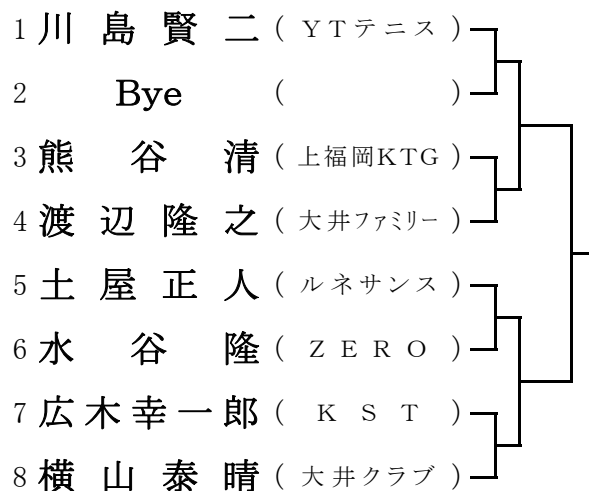 1 川島賢二 ( YTテニス )
2 Bye ( )
3 熊谷清 ( 上福岡KTG )
4 渡辺隆之 ( 大井ファミリー )
5 土屋正人 ( ルネサンス )
6 水谷隆 ( ZERO )
7 広木幸一郎 ( KST )
8 横山泰晴 ( 大井クラブ )